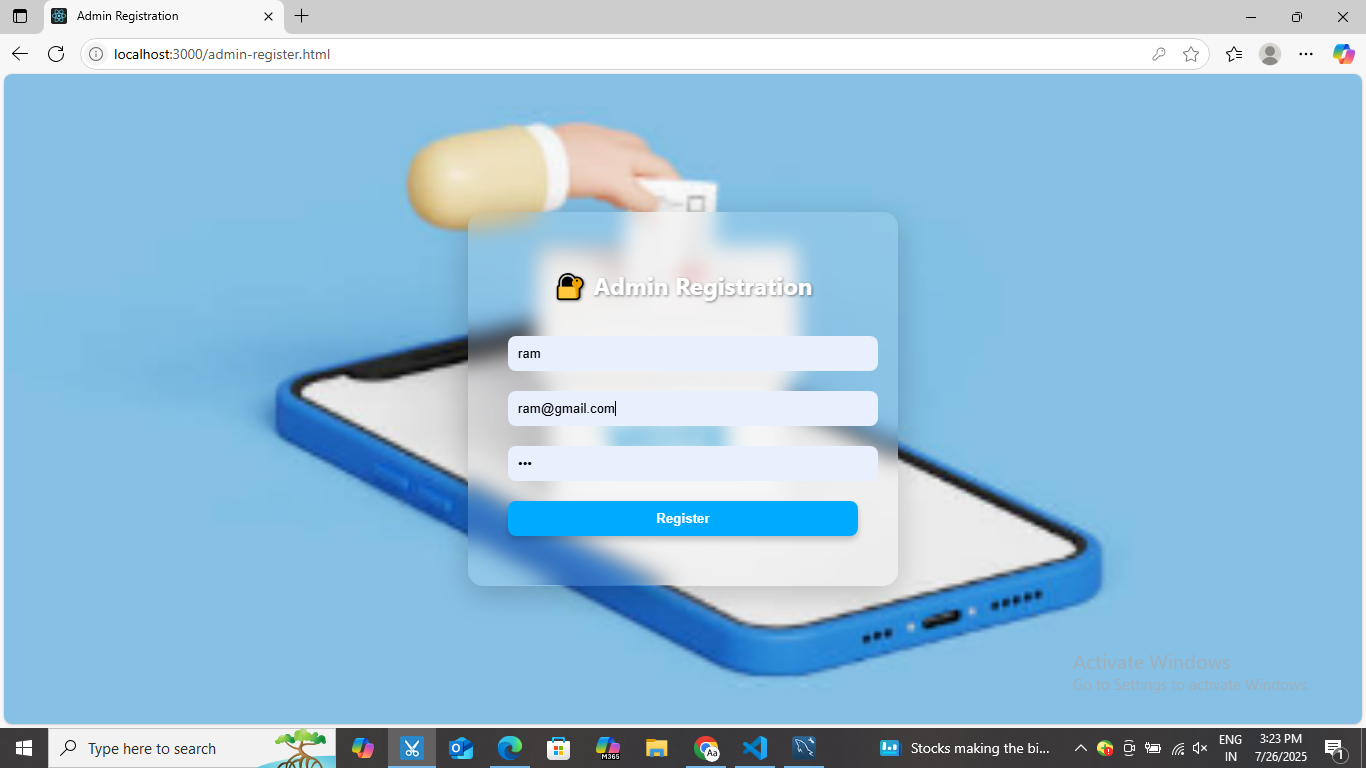 Admin Registration
localhost:3000/admin-register.html
Admin Registration
ram
ram@gmail.com
•••
Register
Activate Windows
Go to Settings to activate Windows.
Type here to search
M365
Aa
Stocks making the bi...
ENG
IN
3:23 PM
7/26/2025
1